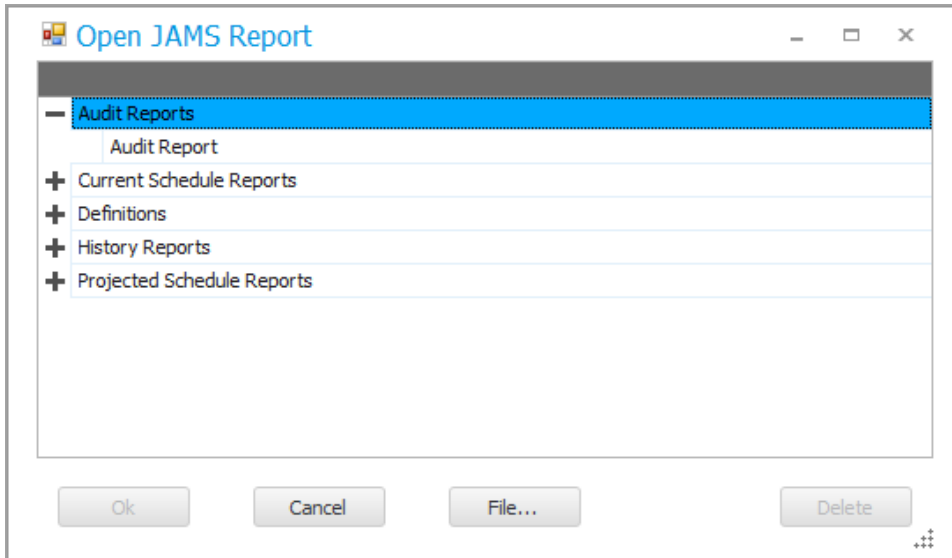 Open JAMS Report
Audit Reports
Audit Report
Current Schedule Reports
Definitions
History Reports
Projected Schedule Reports
Ok Cancel File... Delete